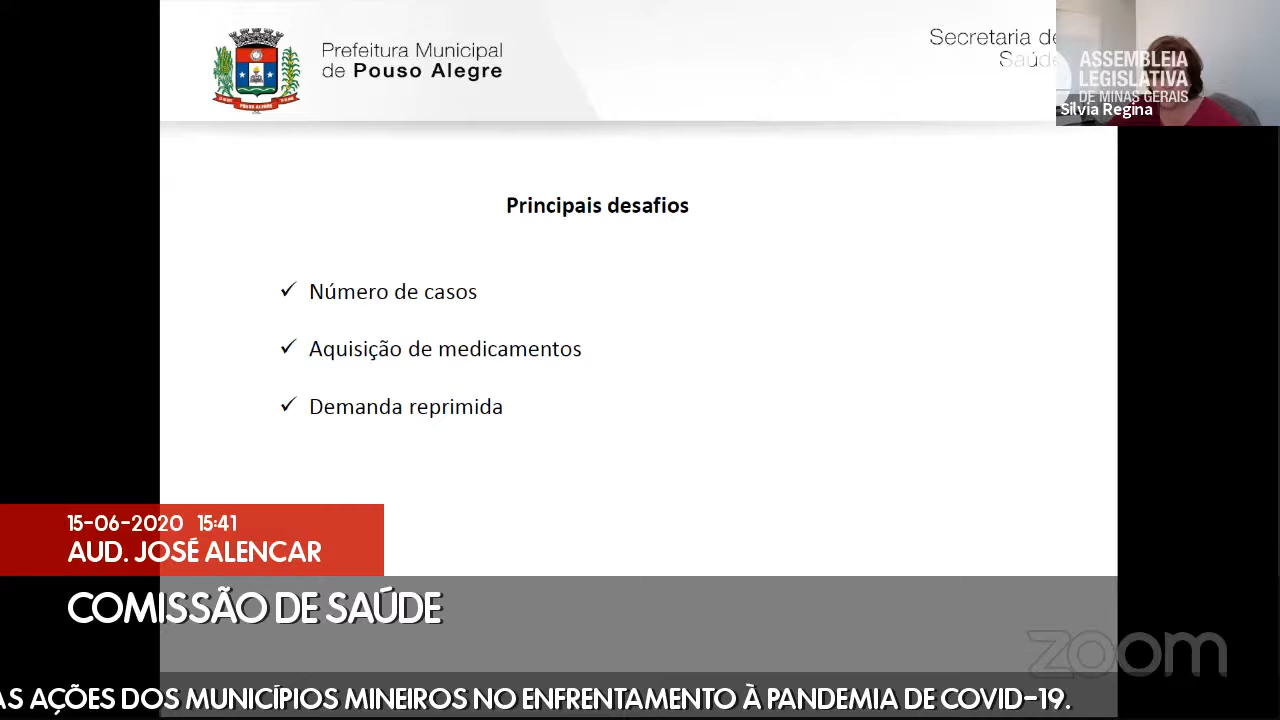 Prefeitura Municipal
de Pouso Alegre
Secretaria de
Saúde
ASSEMBLEIA
LEGISLATIVA
DE MINAS GERAIS
Silvia Regina
Principais desafios
✓ Número de casos
✓ Aquisição de medicamentos
✓ Demanda reprimida
15-06-2020 15:41
AUD. JOSÉ ALENCAR
COMISSÃO DE SAÚDE
zoom
AS AÇÕES DOS MUNICÍPIOS MINEIROS NO ENFRENTAMENTO À PANDEMIA DE COVID-19.